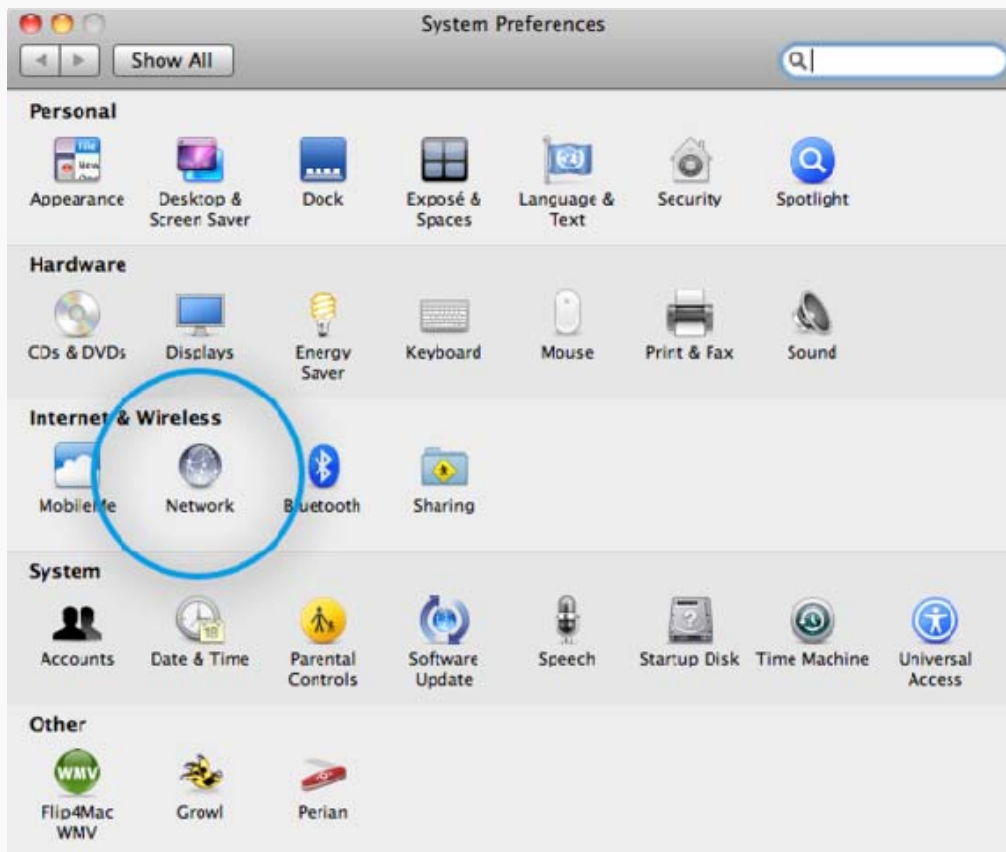 System Preferences
Show All
Personal
Appearance
Desktop &
Screen Saver
Dock
Exposé &
Spaces
Language &
Text
Security
Spotlight
Hardware
CDs & DVDs
Displays
Energy
Saver
Keyboard
Mouse
Print & Fax
Sound
Internet & Wireless
MobileMe
Network
Bluetooth
Sharing
System
Accounts
Date & Time
Parental
Controls
Software
Update
Speech
Startup Disk
Time Machine
Universal
Access
Other
WMV
Flip4Mac
WMV
Growl
Perian